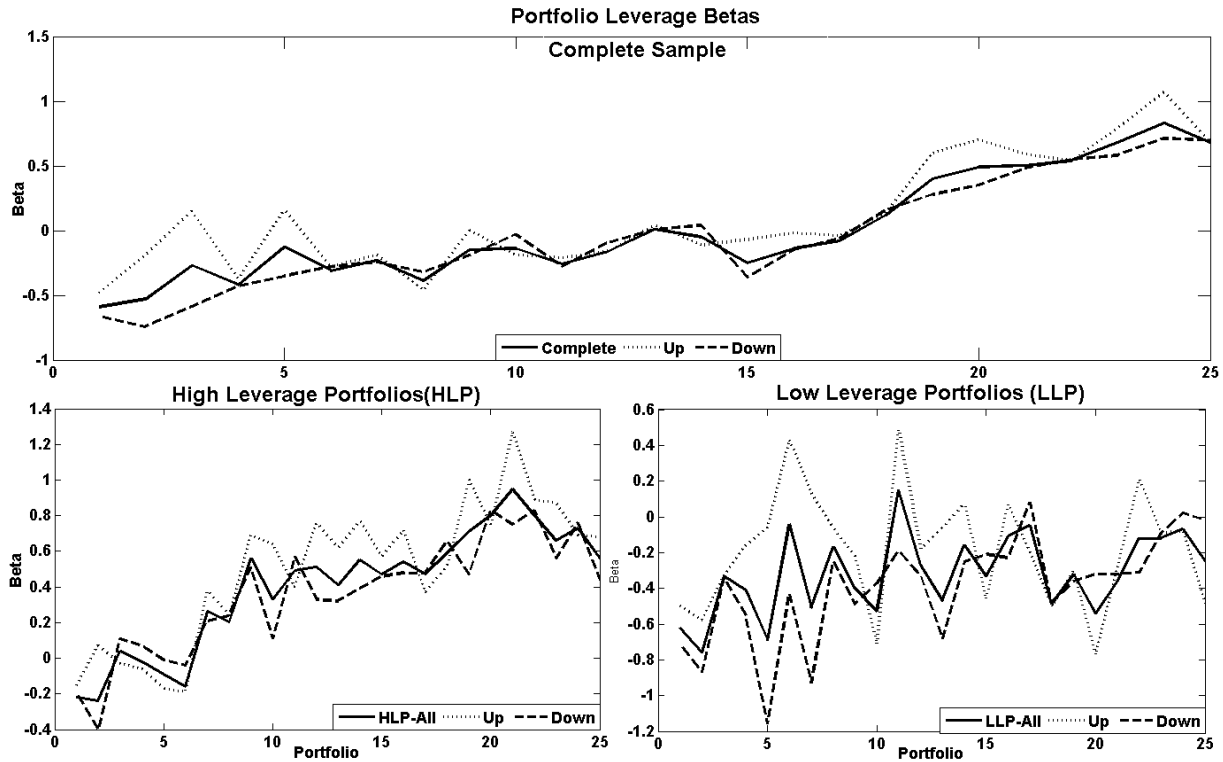 Portfolio Leverage Betas
Complete Sample
1.5
1
0.5
0
-0.5
-1
Beta
Complete Up Down
0 5 10 15 20 25
High Leverage Portfolios(HLP)
1.4
1.2
1
0.8
0.6
0.4
0.2
0
-0.2
-0.4
Beta
HLP-All Up Down
0 5 10 15 20 25
Portfolio
Low Leverage Portfolios (LLP)
0.6
0.4
0.2
0
-0.2
-0.4
-0.6
-0.8
-1
-1.2
Beta
LLP-All Up Down
0 5 10 15 20 25
Portfolio